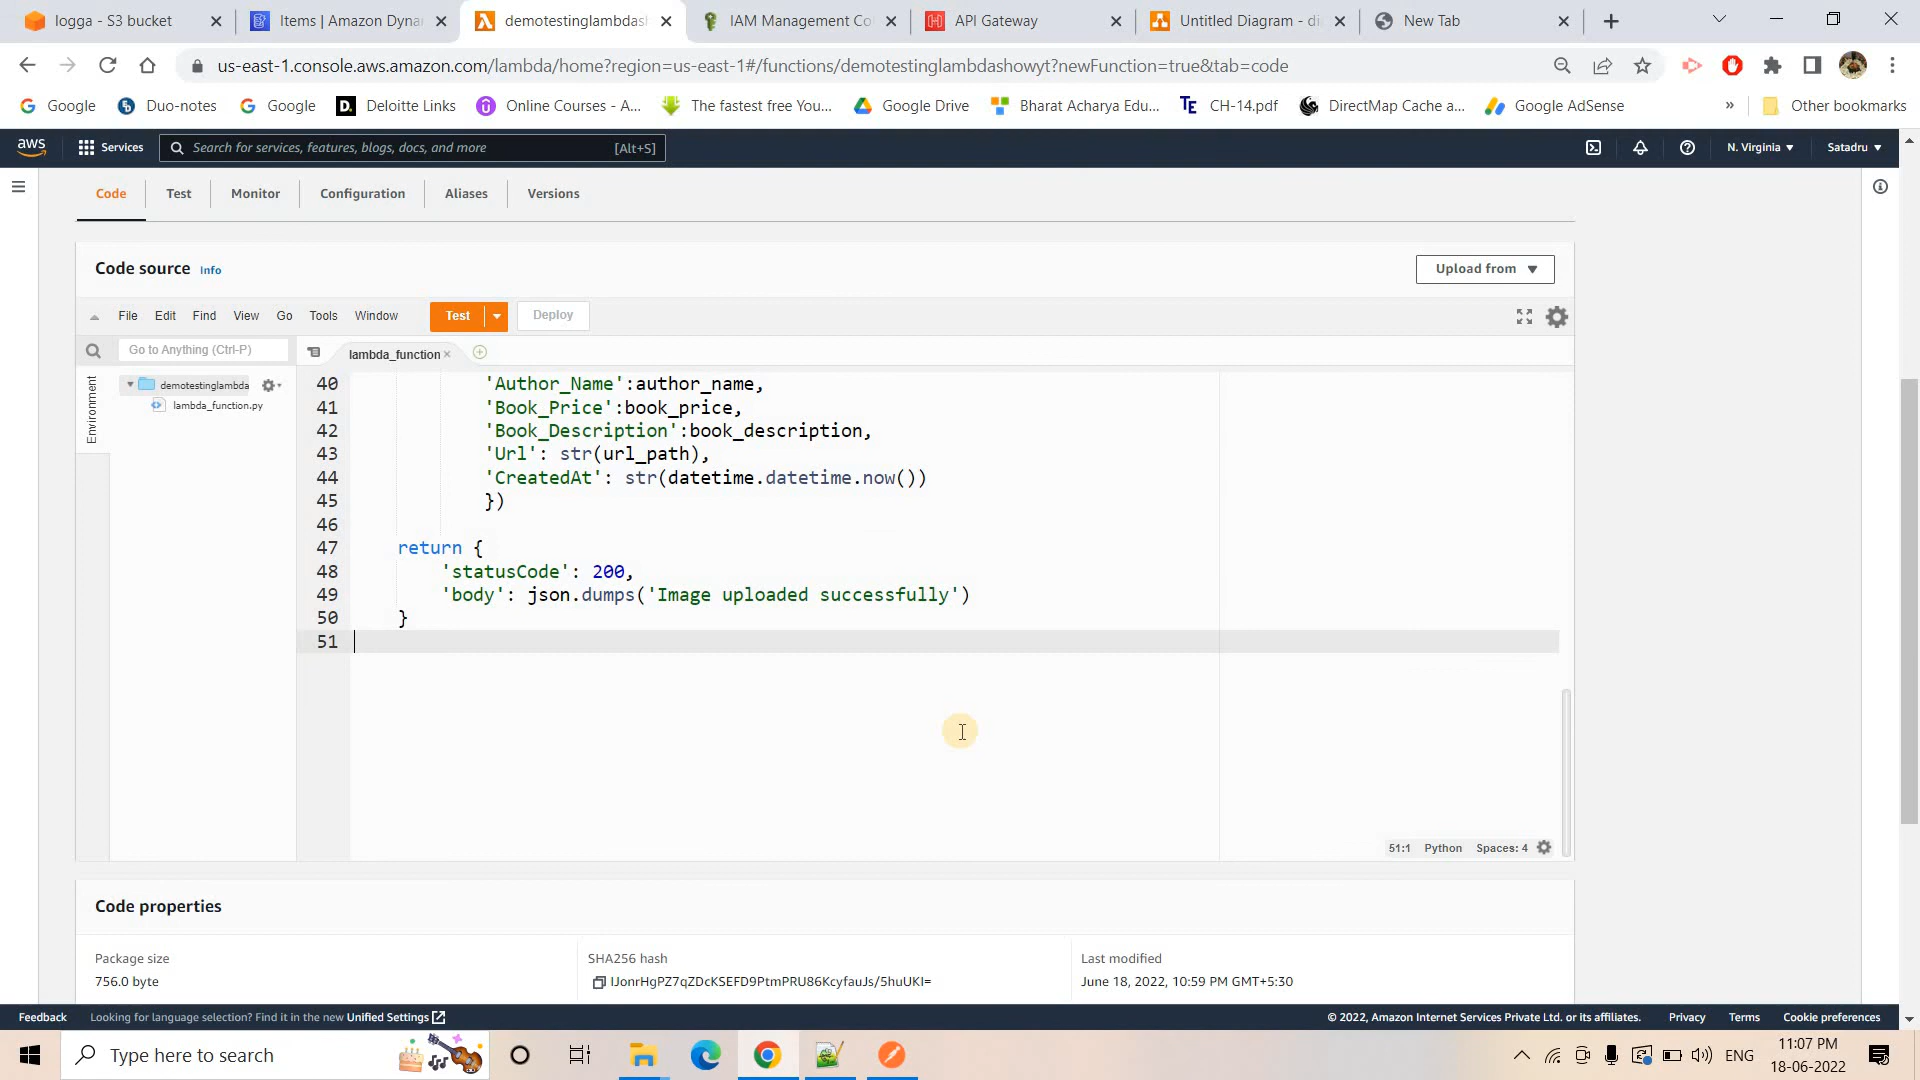 logga - S3 bucket
Items | Amazon Dyna
demotestinglambdash
IAM Management Co
API Gateway
Untitled Diagram - di
New Tab
us-east-1.console.aws.amazon.com/lambda/home?region=us-east-1#/functions/demotestinglambdashowyt?newFunction=true&tab=code
Google
Duo-notes
Google
D.
Deloitte Links
Online Courses - A...
The fastest free You...
Google Drive
Bharat Acharya Edu...
TE
CH-14.pdf
DirectMap Cache a...
Google AdSense
»
Other bookmarks
aws
Services
Search for services, features, blogs, docs, and more
[Alt+S]
N. Virginia
Satadru
Code
Test
Monitor
Configuration
Aliases
Versions
Code source
Info
Upload from
File
Edit
Find
View
Go
Tools
Window
Test
Deploy
Go to Anything (Ctrl-P)
lambda_function
Environment
demotestinglambda
lambda_function.py
40 'Author_Name':author_name,
41 'Book_Price':book_price,
42 'Book_Description':book_description,
43 'Url': str(url_path),
44 'CreatedAt': str(datetime.datetime.now())
45 })
46
47 return {
48 'statusCode': 200,
49 'body': json.dumps('Image uploaded successfully')
50 }
51
51:1
Python
Spaces: 4
Code properties
Package size
756.0 byte
SHA256 hash
IJonrHgPZ7qZDcKSEFD9PtmPRU86KcyfauJs/5huUKI=
Last modified
June 18, 2022, 10:59 PM GMT+5:30
Feedback
Looking for language selection? Find it in the new Unified Settings
© 2022, Amazon Internet Services Private Ltd. or its affiliates.
Privacy
Terms
Cookie preferences
Type here to search
ENG
11:07 PM
18-06-2022